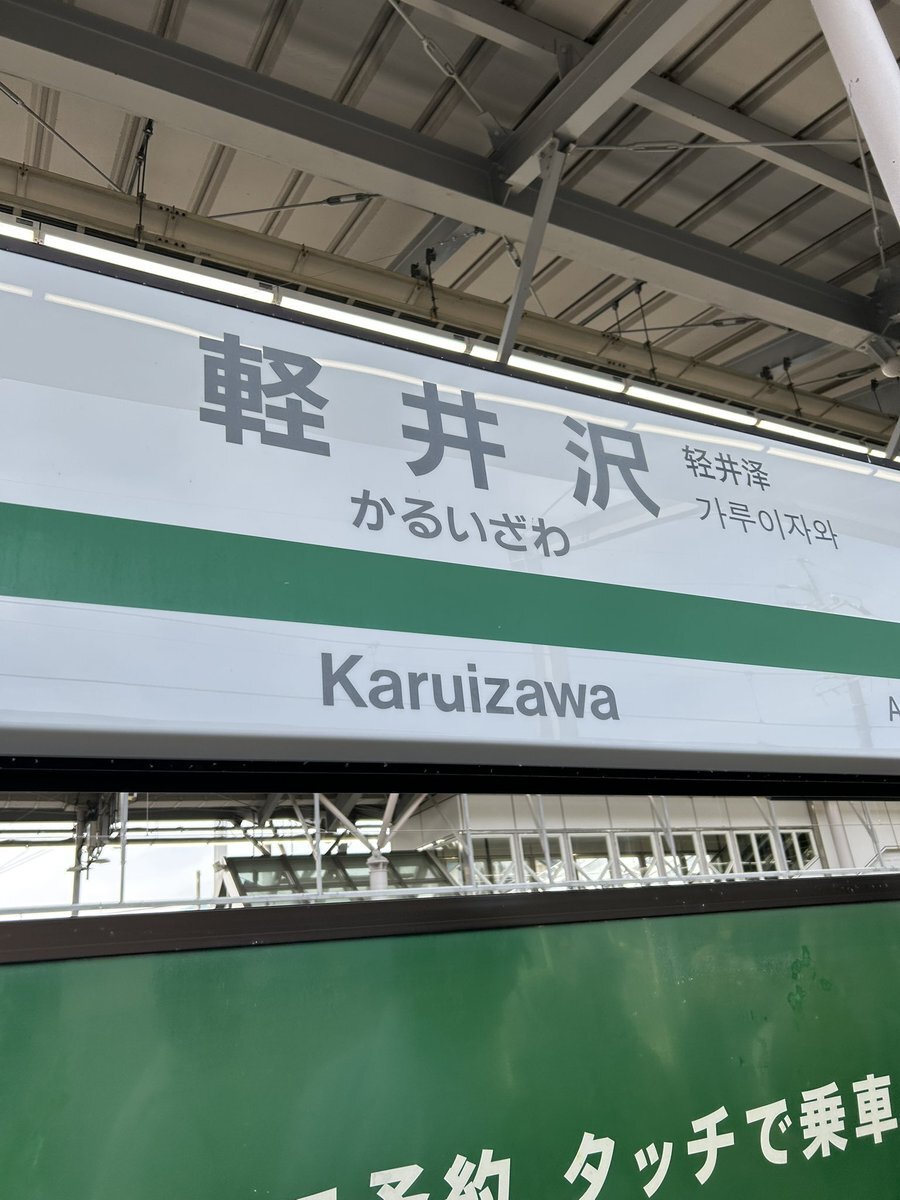 軽井沢
轻井泽
가루이자와
かるいざわ
Karuizawa
予約 タッチで乗車